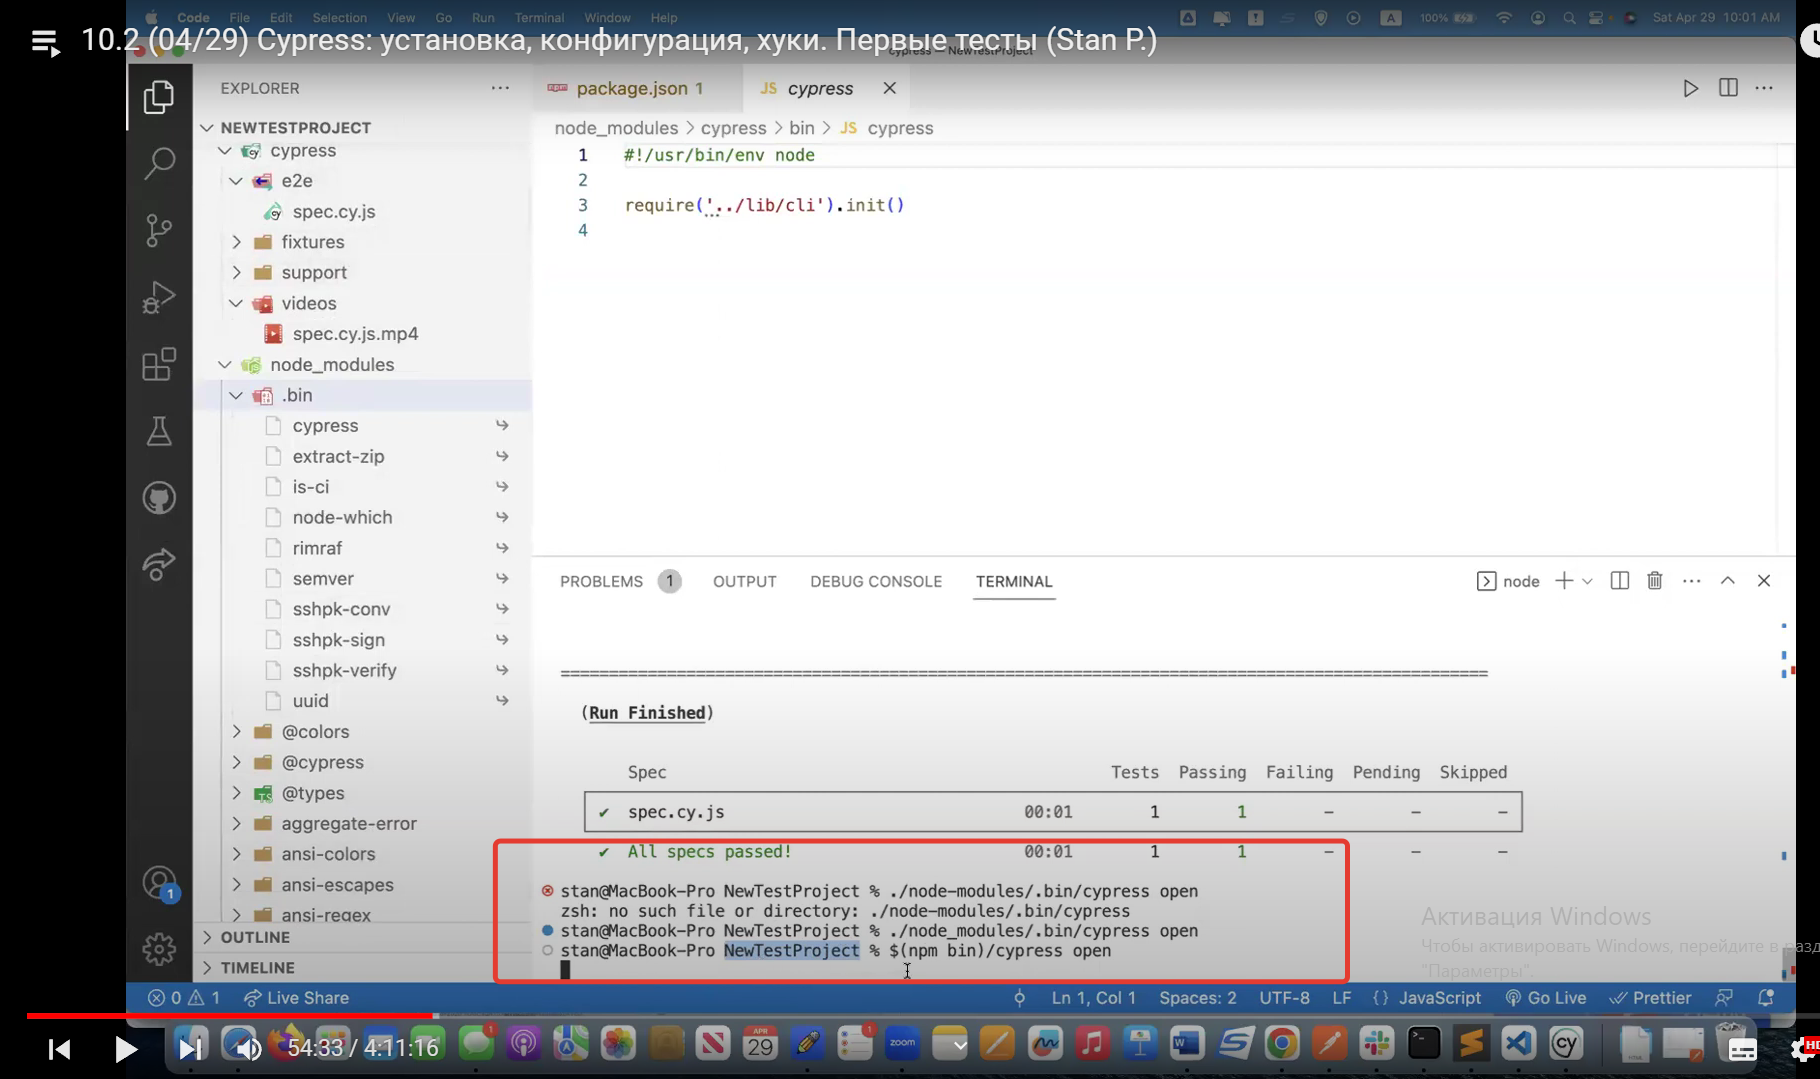 Code File Edit Selection View Go Run Terminal Window Help
100% Sat Apr 29 10:01 AM
10.2 (04/29) Cypress: установка, конфигурация, хуки. Первые тесты (Stan P.)
cypress — NewTestProject
EXPLORER
package.json 1
JS cypress
NEWTESTPROJECT
node_modules > cypress > bin > JS cypress
cypress
e2e
spec.cy.js
fixtures
support
videos
spec.cy.js.mp4
node_modules
.bin
cypress
extract-zip
is-ci
node-which
rimraf
semver
sshpk-conv
sshpk-sign
sshpk-verify
uuid
@colors
@cypress
@types
aggregate-error
ansi-colors
ansi-escapes
ansi-regex
OUTLINE
TIMELINE
1 #!/usr/bin/env node
2
3 require('../lib/cli').init()
4
PROBLEMS 1 OUTPUT DEBUG CONSOLE TERMINAL
node
(Run Finished)
Spec Tests Passing Failing Pending Skipped
✔ spec.cy.js 00:01 1 1 – – –
✔ All specs passed! 00:01 1 1 – – –
stan@MacBook-Pro NewTestProject % ./node-modules/.bin/cypress open
zsh: no such file or directory: ./node-modules/.bin/cypress
stan@MacBook-Pro NewTestProject % ./node_modules/.bin/cypress open
stan@MacBook-Pro NewTestProject % $(npm bin)/cypress open
Активация Windows
Чтобы активировать Windows, перейдите в разд
"Параметры".
0 1 Live Share
Ln 1, Col 1 Spaces: 2 UTF-8 LF {} JavaScript Go Live Prettier
54:33 / 4:11:16
APR
29
zoom
cy
HD